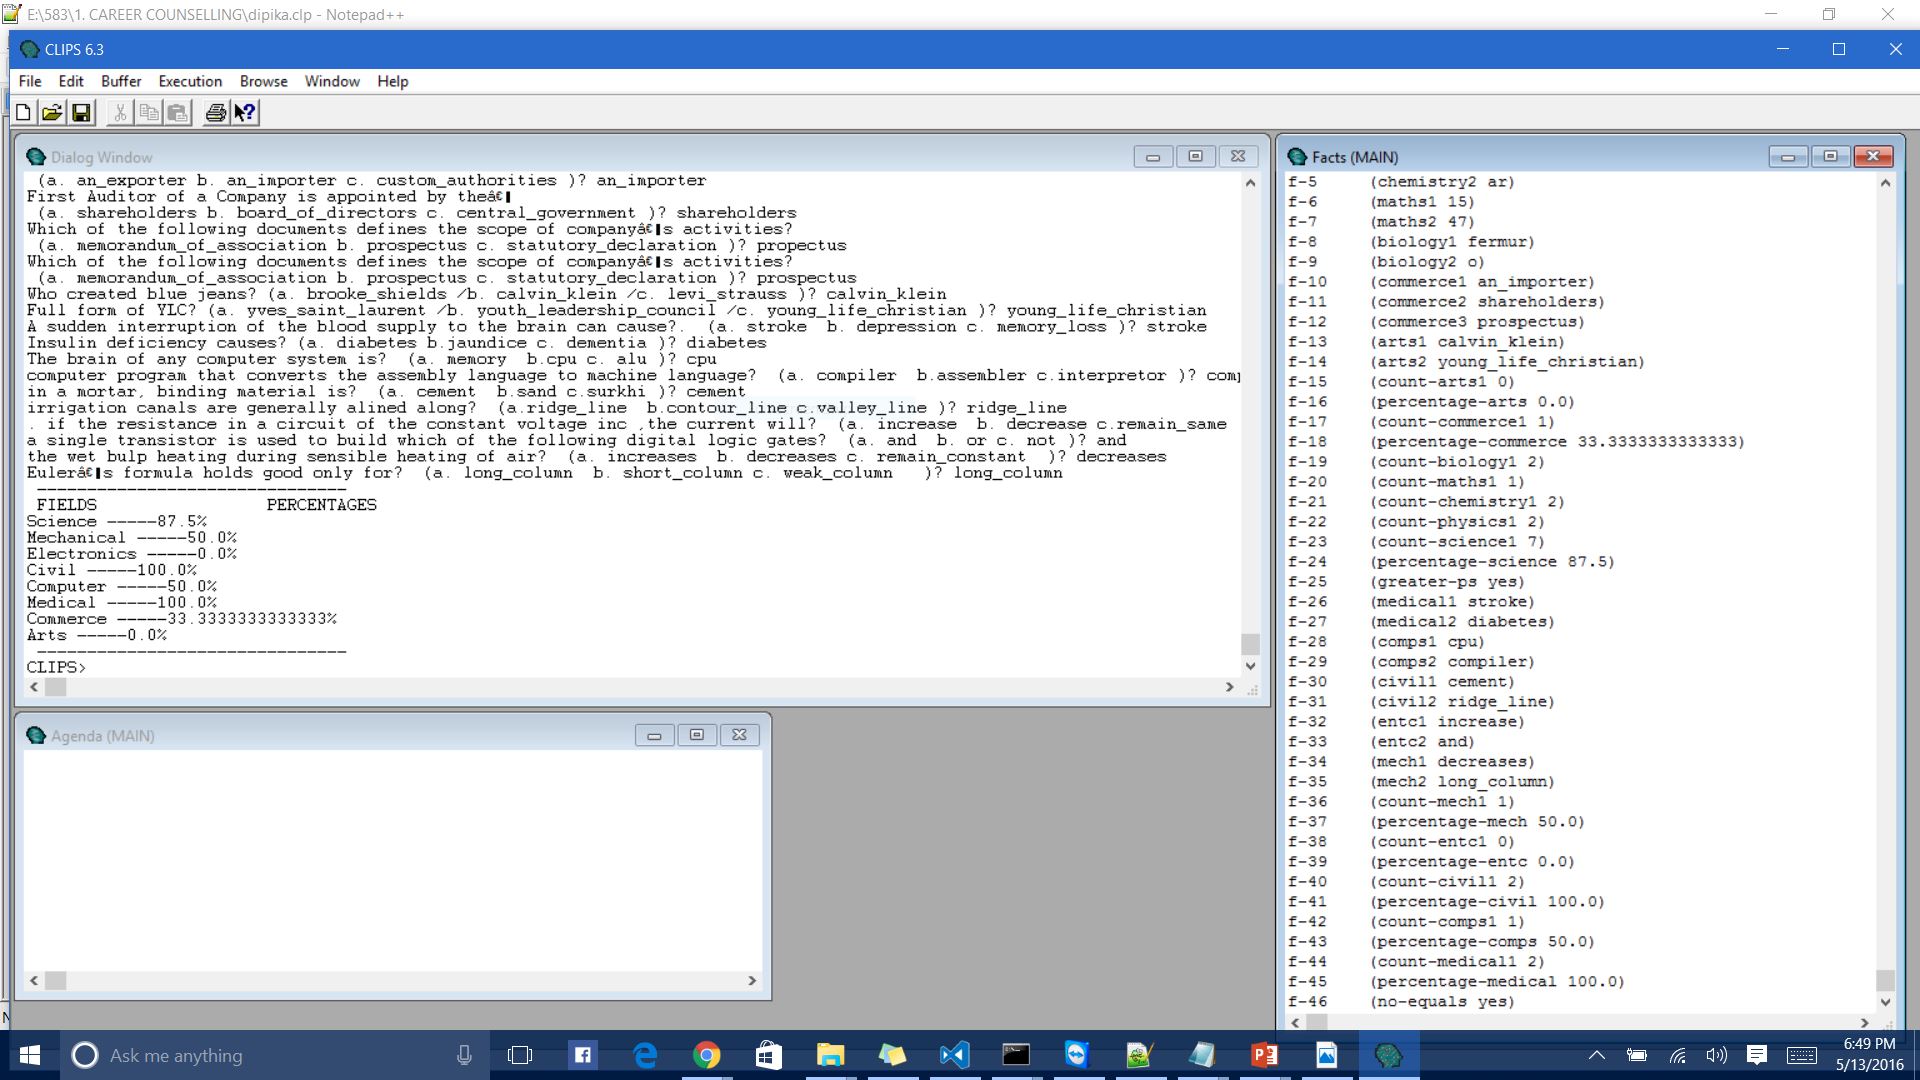 E:\583\1. CAREER COUNSELLING\dipika.clp - Notepad++
CLIPS 6.3
File Edit Buffer Execution Browse Window Help
Dialog Window
(a. an_exporter b. an_importer c. custom_authorities )? an_importer
First Auditor of a Company is appointed by theâ€
(a. shareholders b. board_of_directors c. central_government )? shareholders
Which of the following documents defines the scope of companyâ€s activities?
(a. memorandum_of_association b. prospectus c. statutory_declaration )? propectus
Which of the following documents defines the scope of companyâ€s activities?
(a. memorandum_of_association b. prospectus c. statutory_declaration )? prospectus
Who created blue jeans? (a. brooke_shields /b. calvin_klein /c. levi_strauss )? calvin_klein
Full form of YLC? (a. yves_saint_laurent /b. youth_leadership_council /c. young_life_christian )? young_life_christian
A sudden interruption of the blood supply to the brain can cause?. (a. stroke b. depression c. memory_loss )? stroke
Insulin deficiency causes? (a. diabetes b.jaundice c. dementia )? diabetes
The brain of any computer system is? (a. memory b.cpu c. alu )? cpu
computer program that converts the assembly language to machine language? (a. compiler b.assembler c.interpretor )? comp
in a mortar, binding material is? (a. cement b.sand c.surkhi )? cement
irrigation canals are generally alined along? (a.ridge_line b.contour_line c.valley_line )? ridge_line
. if the resistance in a circuit of the constant voltage inc ,the current will? (a. increase b. decrease c.remain_same
a single transistor is used to build which of the following digital logic gates? (a. and b. or c. not )? and
the wet bulp heating during sensible heating of air? (a. increases b. decreases c. remain_constant )? decreases
Eulerâ€s formula holds good only for? (a. long_column b. short_column c. weak_column )? long_column
-------------------------------
FIELDS PERCENTAGES
Science -----87.5%
Mechanical -----50.0%
Electronics -----0.0%
Civil -----100.0%
Computer -----50.0%
Medical -----100.0%
Commerce -----33.3333333333333%
Arts -----0.0%
-------------------------------
CLIPS>
Agenda (MAIN)
Facts (MAIN)
f-5 (chemistry2 ar)
f-6 (maths1 15)
f-7 (maths2 47)
f-8 (biology1 fermur)
f-9 (biology2 o)
f-10 (commerce1 an_importer)
f-11 (commerce2 shareholders)
f-12 (commerce3 prospectus)
f-13 (arts1 calvin_klein)
f-14 (arts2 young_life_christian)
f-15 (count-arts1 0)
f-16 (percentage-arts 0.0)
f-17 (count-commerce1 1)
f-18 (percentage-commerce 33.3333333333333)
f-19 (count-biology1 2)
f-20 (count-maths1 1)
f-21 (count-chemistry1 2)
f-22 (count-physics1 2)
f-23 (count-science1 7)
f-24 (percentage-science 87.5)
f-25 (greater-ps yes)
f-26 (medical1 stroke)
f-27 (medical2 diabetes)
f-28 (comps1 cpu)
f-29 (comps2 compiler)
f-30 (civil1 cement)
f-31 (civil2 ridge_line)
f-32 (entc1 increase)
f-33 (entc2 and)
f-34 (mech1 decreases)
f-35 (mech2 long_column)
f-36 (count-mech1 1)
f-37 (percentage-mech 50.0)
f-38 (count-entc1 0)
f-39 (percentage-entc 0.0)
f-40 (count-civil1 2)
f-41 (percentage-civil 100.0)
f-42 (count-comps1 1)
f-43 (percentage-comps 50.0)
f-44 (count-medical1 2)
f-45 (percentage-medical 100.0)
f-46 (no-equals yes)
Ask me anything
6:49 PM
5/13/2016